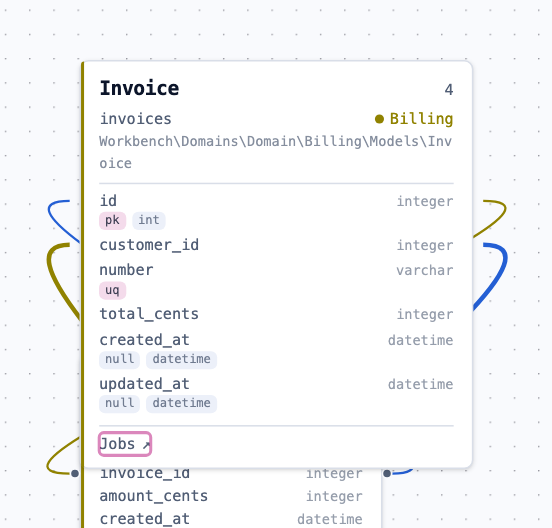 Invoice 4
invoices Billing
Workbench\Domains\Domain\Billing\Models\Inv
oice
id integer
pk int
customer_id integer
number varchar
uq
total_cents integer
created_at datetime
null datetime
updated_at datetime
null datetime
Jobs ↗
invoice_id integer
amount_cents integer
created_at datetime